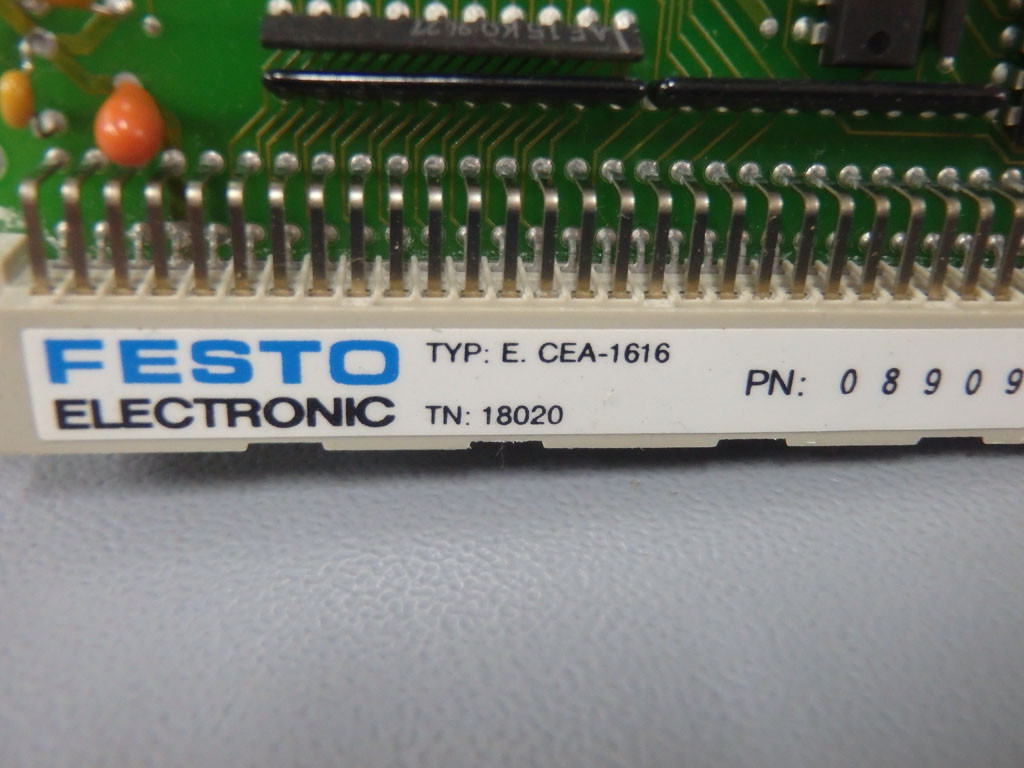 FESTO
ELECTRONIC
TYP: E. CEA-1616
TN: 18020
PN: 0 8 9 0 9